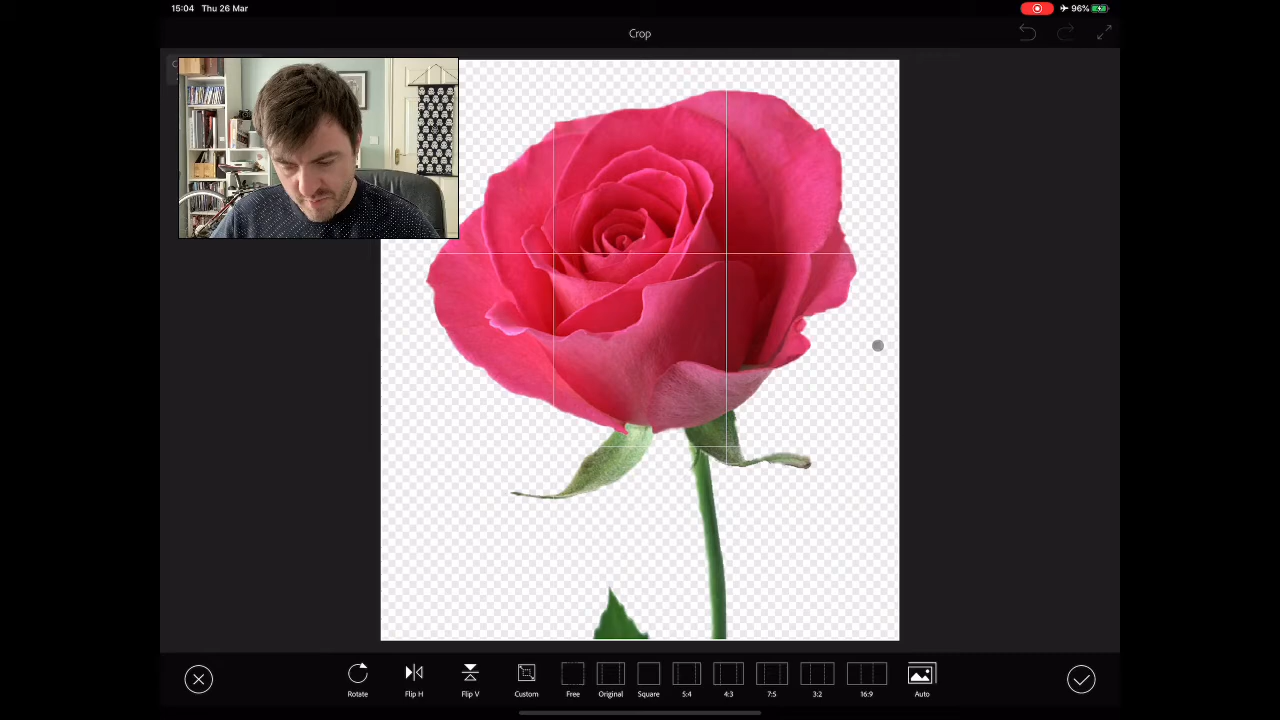 15:04 Thu 26 Mar 96%
Crop
Rotate Flip H Flip V Custom Free Original Square 5:4 4:3 7:5 3:2 16:9 Auto